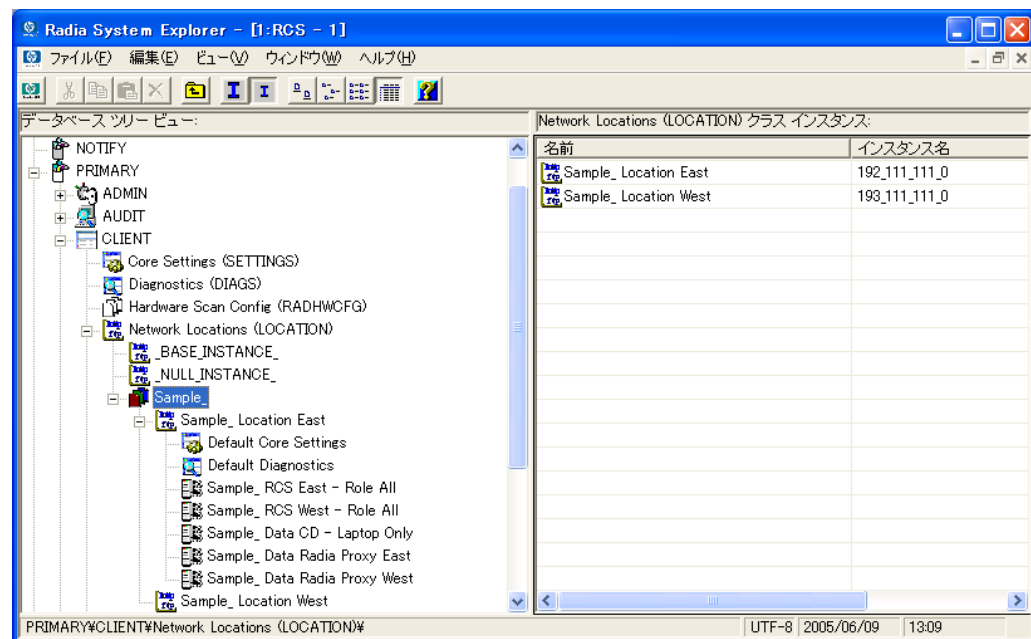 Radia System Explorer - [1:RCS - 1]
ファイル(F) 編集(E) ビュー(V) ウィンドウ(W) ヘルプ(H)
データベース ツリー ビュー:
NOTIFY
PRIMARY
ADMIN
AUDIT
CLIENT
Core Settings (SETTINGS)
Diagnostics (DIAGS)
Hardware Scan Config (RADHWCFG)
Network Locations (LOCATION)
_BASE_INSTANCE_
_NULL_INSTANCE_
Sample_
Sample_ Location East
Default Core Settings
Default Diagnostics
Sample_ RCS East - Role All
Sample_ RCS West - Role All
Sample_ Data CD - Laptop Only
Sample_ Data Radia Proxy East
Sample_ Data Radia Proxy West
Sample_ Location West
Network Locations (LOCATION) クラス インスタンス:
名前 インスタンス名
Sample_ Location East 192_111_111_0
Sample_ Location West 193_111_111_0
PRIMARY¥CLIENT¥Network Locations (LOCATION)¥ UTF-8 2005/06/09 13:09